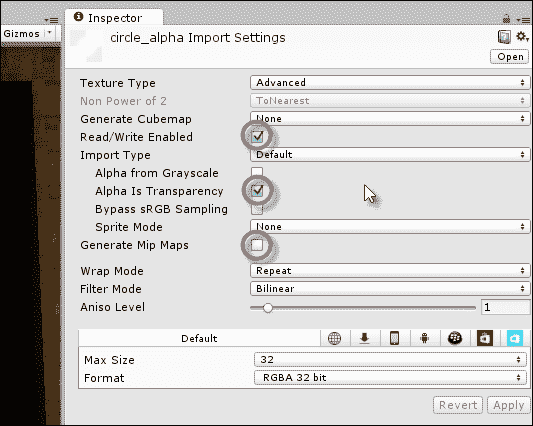 Inspector
Gizmos
circle_alpha Import Settings
Open
Texture Type Advanced
Non Power of 2 ToNearest
Generate Cubemap None
Read/Write Enabled
Import Type Default
Alpha from Grayscale
Alpha Is Transparency
Bypass sRGB Sampling
Sprite Mode None
Generate Mip Maps
Wrap Mode Repeat
Filter Mode Bilinear
Aniso Level 1
Default
Max Size 32
Format RGBA 32 bit
Revert Apply